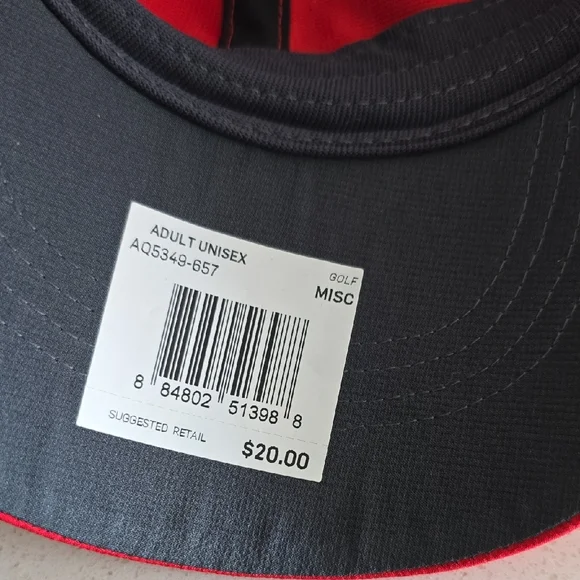 ADULT UNISEX
AQ5349-657
GOLF
MISC
8 84802 51398 8
SUGGESTED RETAIL
$20.00